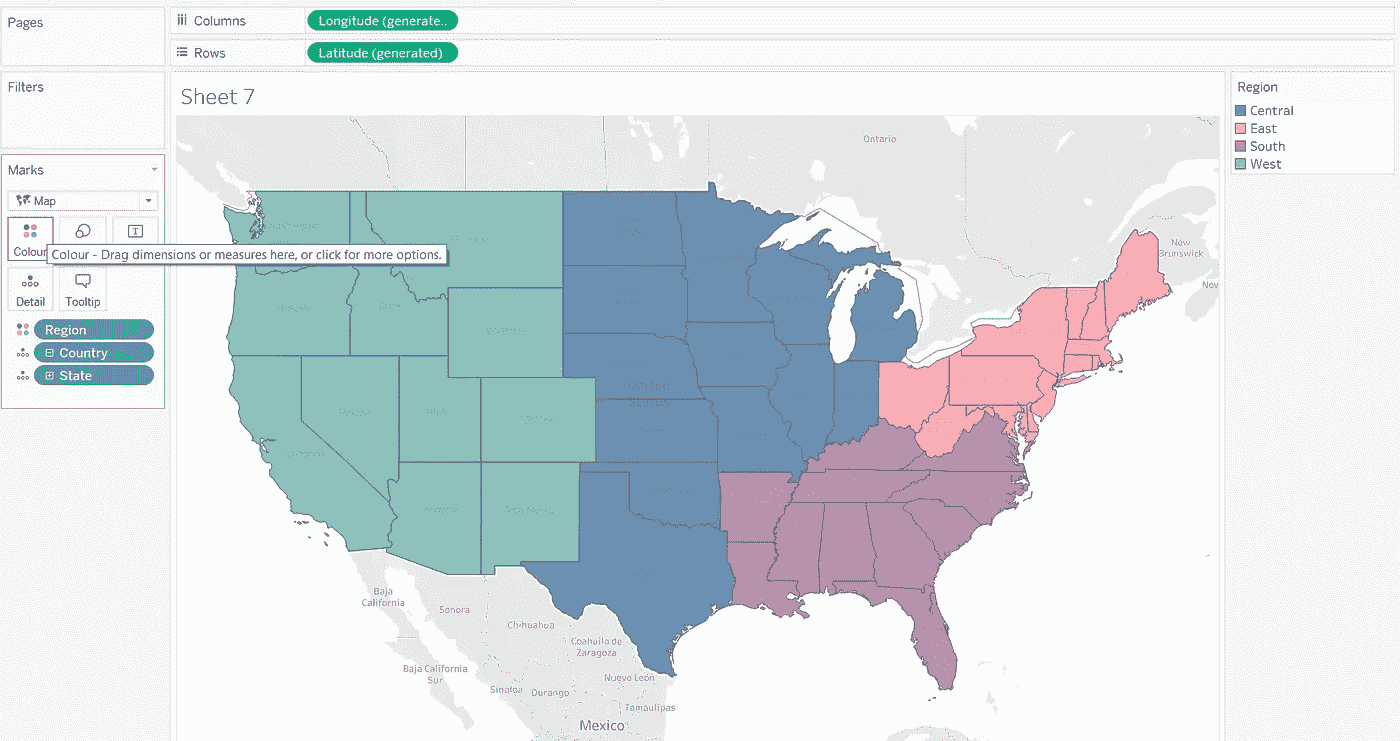 Pages
Columns
Longitude (generate..
Rows
Latitude (generated)
Filters
Sheet 7
Region
Central
East
South
West
Marks
Map
Colour
Colour - Drag dimensions or measures here, or click for more options.
Detail
Tooltip
Region
Country
State
Ontario
New
Brunswick
Nov
United
States
Baja
California
Sonora
Chihuahua
Coahuila de
Zaragoza
Baja California
Sur
Sinaloa
Durango
Nuevo León
Tamaulipas
Mexico